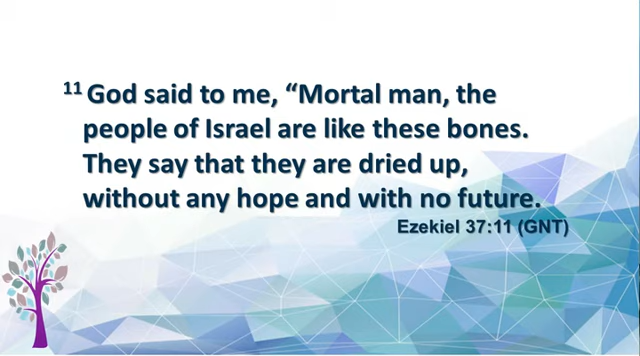 11 God said to me, “Mortal man, the
people of Israel are like these bones.
They say that they are dried up,
without any hope and with no future.
Ezekiel 37:11 (GNT)